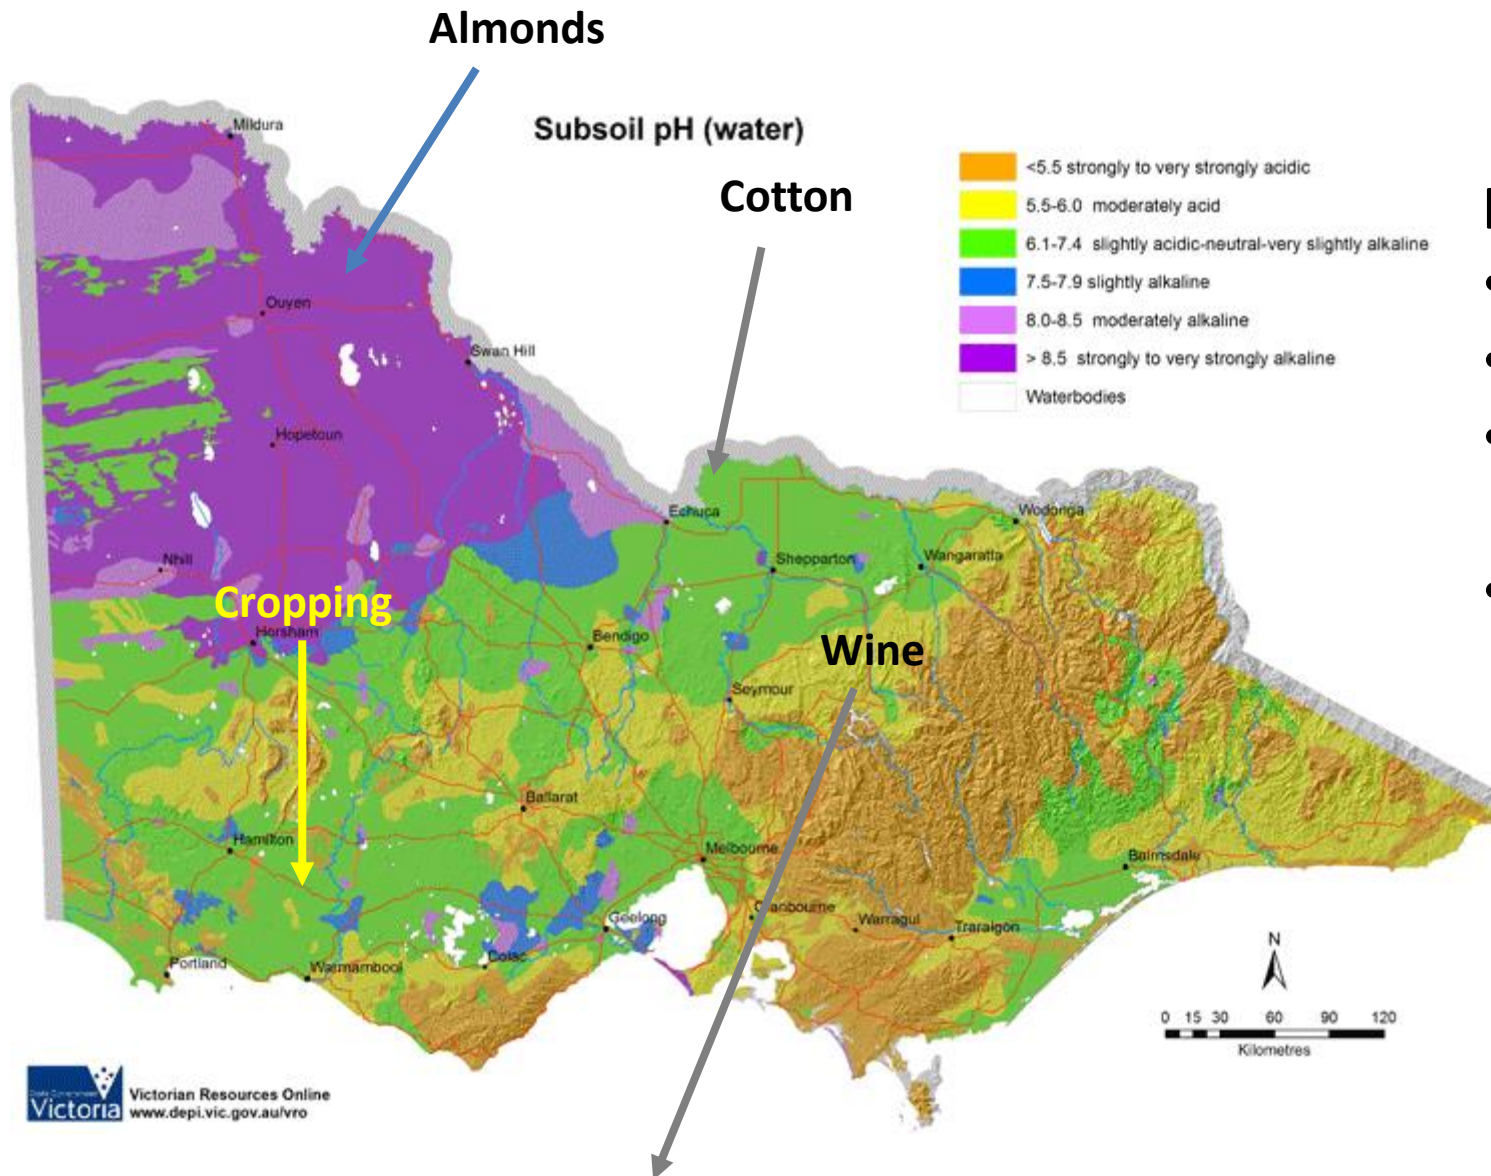 Almonds
Subsoil pH (water)
Cotton
<5.5 strongly to very strongly acidic
5.5-6.0 moderately acid
6.1-7.4 slightly acidic-neutral-very slightly alkaline
7.5-7.9 slightly alkaline
8.0-8.5 moderately alkaline
> 8.5 strongly to very strongly alkaline
Waterbodies
Mildura
Ouyen
Swan Hill
Hopetoun
Echuca
Wodonga
Nhill
Shepparton
Wangaratta
Cropping
Horsham
Bendigo
Wine
Seymour
Ballarat
Hamilton
Melbourne
Bairnsdale
Geelong
Cranbourne
Warragul
Traralgon
Portland
Warrnambool
Colac
N
0 15 30 60 90 120
Kilometres
State Government
Victoria
Victorian Resources Online
www.depi.vic.gov.au/vro